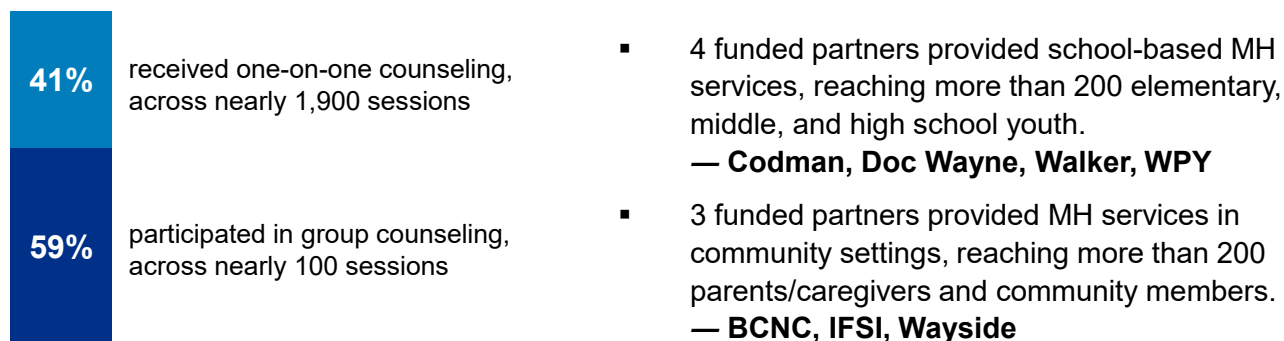 41%
received one-on-one counseling,
across nearly 1,900 sessions
59%
participated in group counseling,
across nearly 100 sessions
▪ 4 funded partners provided school-based MH
services, reaching more than 200 elementary,
middle, and high school youth.
— Codman, Doc Wayne, Walker, WPY
▪ 3 funded partners provided MH services in
community settings, reaching more than 200
parents/caregivers and community members.
— BCNC, IFSI, Wayside